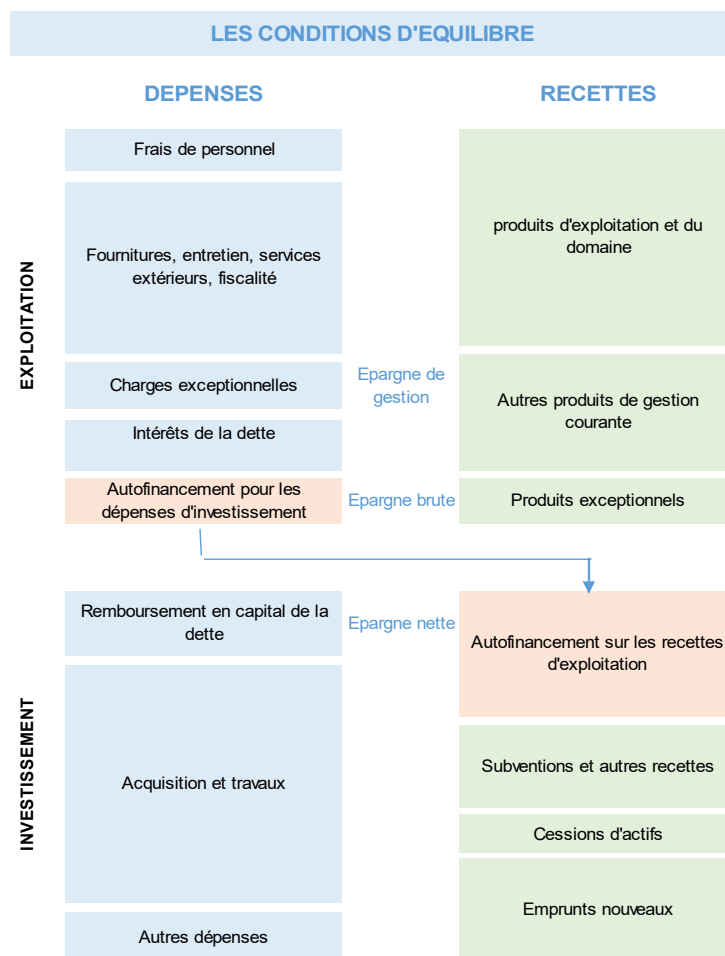 LES CONDITIONS D'EQUILIBRE
DEPENSES
RECETTES
EXPLOITATION
Frais de personnel
Fournitures, entretien, services
extérieurs, fiscalité
Charges exceptionnelles
Intérêts de la dette
Autofinancement pour les
dépenses d'investissement
Epargne de
gestion
Epargne brute
produits d'exploitation et du
domaine
Autres produits de gestion
courante
Produits exceptionnels
INVESTISSEMENT
Remboursement en capital de la
dette
Acquisition et travaux
Autres dépenses
Epargne nette
Autofinancement sur les recettes
d'exploitation
Subventions et autres recettes
Cessions d'actifs
Emprunts nouveaux